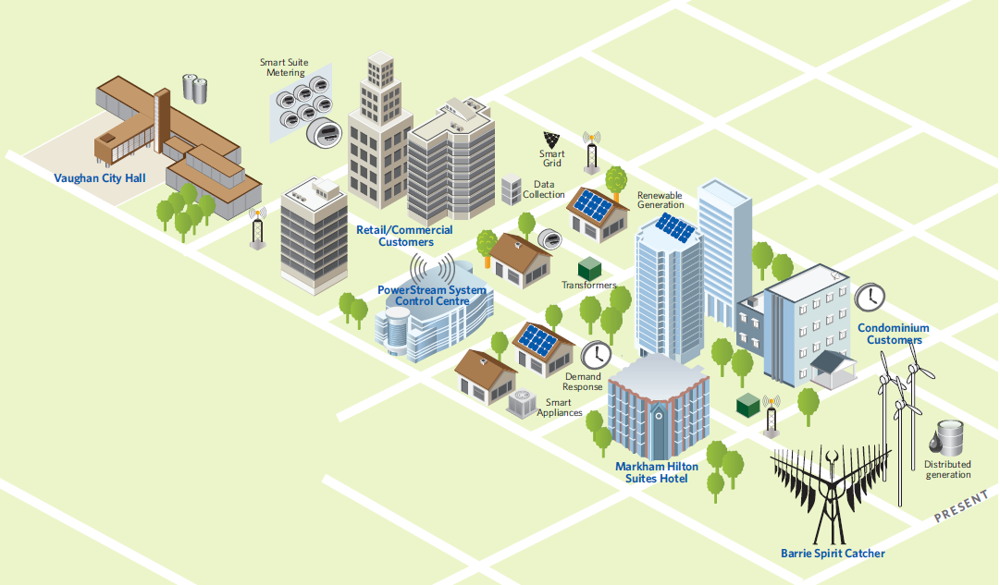 Smart Suite
Metering
Vaughan City Hall
Smart
Grid
Data
Collection
Renewable
Generation
Retail/Commercial
Customers
PowerStream System
Control Centre
Transformers
Condominium
Customers
Demand
Response
Smart
Appliances
Markham Hilton
Suites Hotel
Distributed
generation
PRESENT
Barrie Spirit Catcher